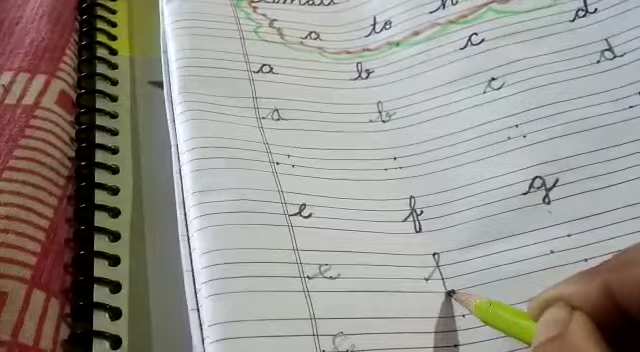 a to
a b c d
a b c d
e f g
e f
e